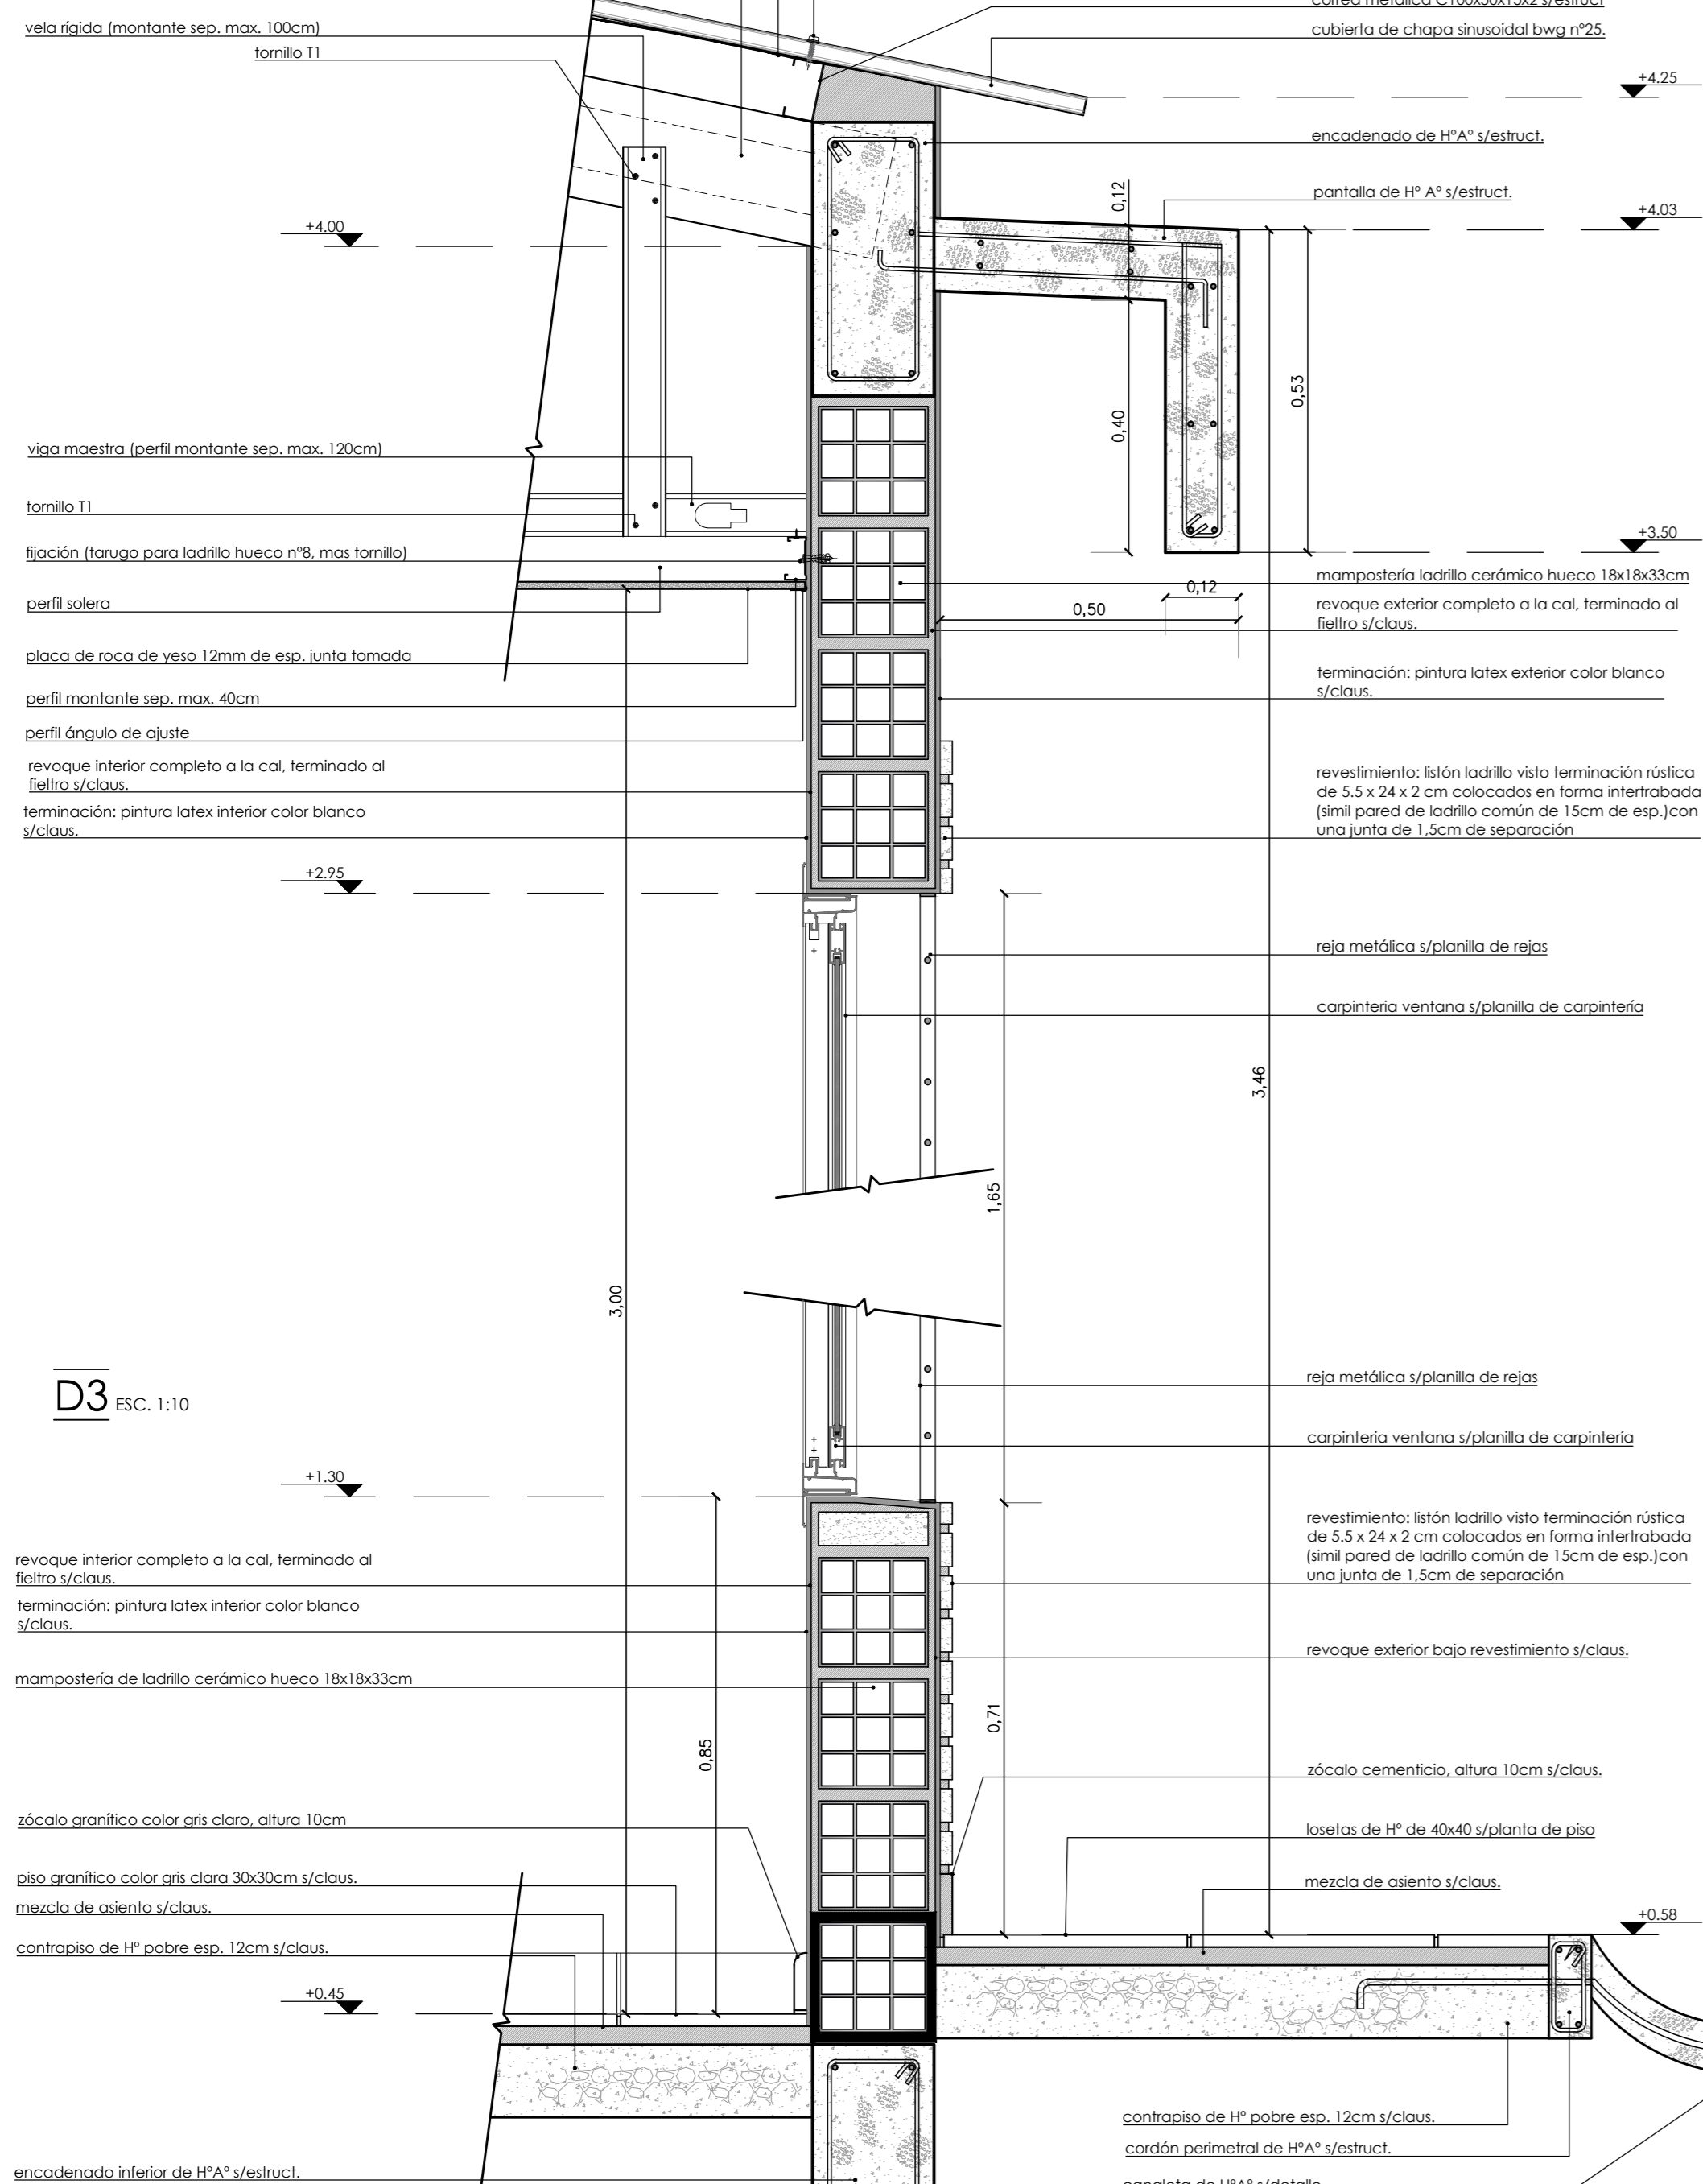 correa metálica C100x50x15x2 s/estruct
vela rígida (montante sep. max. 100cm)
cubierta de chapa sinusoidal bwg nº25.
tornillo T1
+4.25
encadenado de HºAº s/estruct.
pantalla de Hº Aº s/estruct.
0,12
+4.03
+4.00
0,53
0,40
viga maestra (perfil montante sep. max. 120cm)
tornillo T1
+3.50
fijación (tarugo para ladrillo hueco nº8, mas tornillo)
mampostería ladrillo cerámico hueco 18x18x33cm
0,12
perfil solera
0,50
revoque exterior completo a la cal, terminado al
fieltro s/claus.
placa de roca de yeso 12mm de esp. junta tomada
terminación: pintura latex exterior color blanco
s/claus.
perfil montante sep. max. 40cm
perfil ángulo de ajuste
revoque interior completo a la cal, terminado al
fieltro s/claus.
revestimiento: listón ladrillo visto terminación rústica
de 5.5 x 24 x 2 cm colocados en forma intertrabada
(simil pared de ladrillo común de 15cm de esp.)con
una junta de 1,5cm de separación
terminación: pintura latex interior color blanco
s/claus.
+2.95
reja metálica s/planilla de rejas
carpinteria ventana s/planilla de carpintería
3,46
1,65
3,00
D3 ESC. 1:10
reja metálica s/planilla de rejas
carpinteria ventana s/planilla de carpintería
+1.30
revestimiento: listón ladrillo visto terminación rústica
de 5.5 x 24 x 2 cm colocados en forma intertrabada
(simil pared de ladrillo común de 15cm de esp.)con
una junta de 1,5cm de separación
revoque interior completo a la cal, terminado al
fieltro s/claus.
terminación: pintura latex interior color blanco
s/claus.
revoque exterior bajo revestimiento s/claus.
mampostería de ladrillo cerámico hueco 18x18x33cm
0,71
0,85
zócalo cementicio, altura 10cm s/claus.
zócalo granítico color gris claro, altura 10cm
losetas de Hº de 40x40 s/planta de piso
piso granítico color gris clara 30x30cm s/claus.
mezcla de asiento s/claus.
mezcla de asiento s/claus.
+0.58
contrapiso de Hº pobre esp. 12cm s/claus.
+0.45
contrapiso de Hº pobre esp. 12cm s/claus.
cordón perimetral de HºAº s/estruct.
encadenado inferior de HºAº s/estruct.
canaleta de HºAº s/detalle